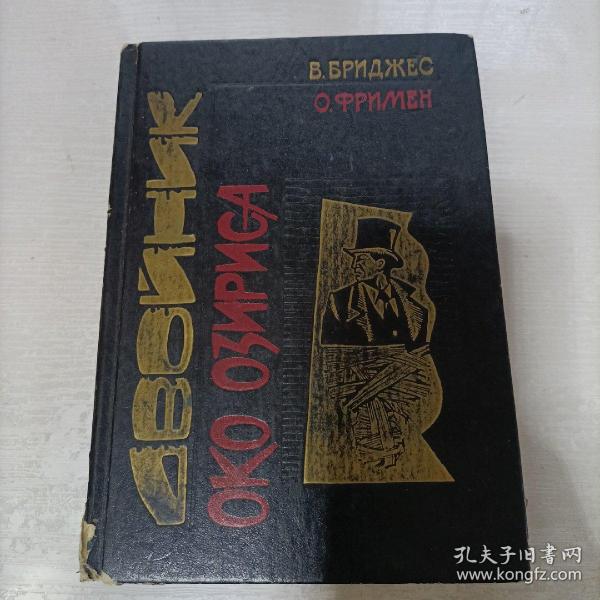 В. БРИДЖЕС
О. ФРИМЕН
ДВОЙНИК
ОКО ОЗИРИСА
孔夫子旧书网
www.kongfz.com